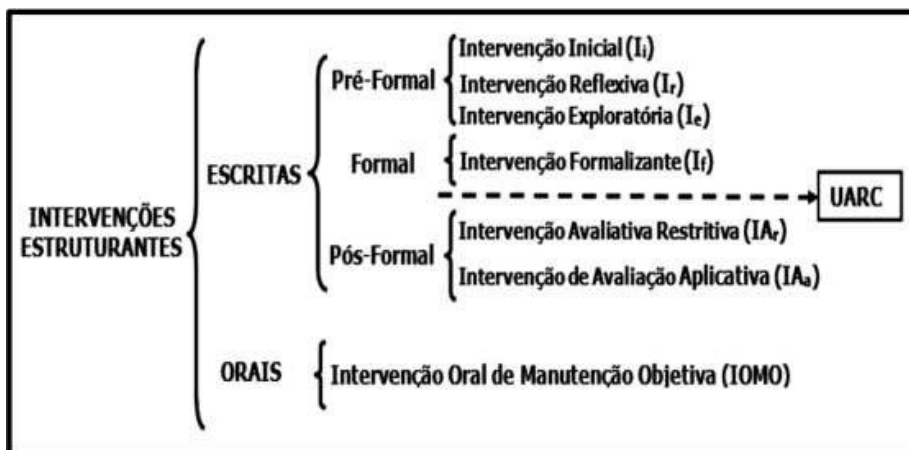 Intervenção Inicial (Iᵢ)
Pré-Formal
Intervenção Reflexiva (Iᵣ)
Intervenção Exploratória (Iₑ)
ESCRITAS
Formal
Intervenção Formalizante (I_f)
UARC
INTERVENÇÕES
ESTRUTURANTES
Pós-Formal
Intervenção Avaliativa Restritiva (IAᵣ)
Intervenção de Avaliação Aplicativa (IAₐ)
ORAIS
Intervenção Oral de Manutenção Objetiva (IOMO)